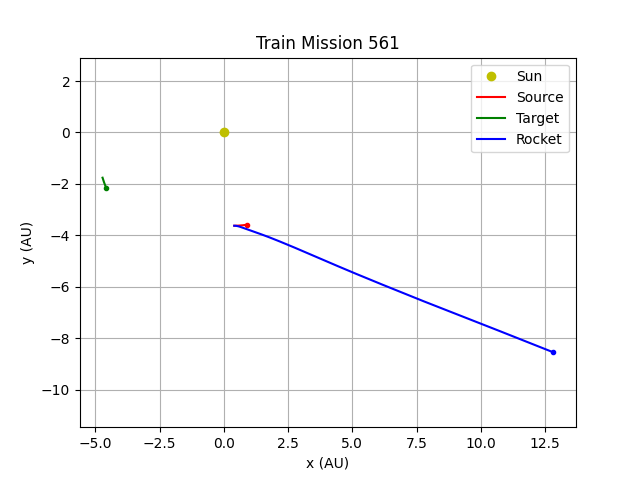 Train Mission 561
Sun
Source
Target
Rocket
y (AU)
2
0
−2
−4
−6
−8
−10
−5.0
−2.5
0.0
2.5
5.0
7.5
10.0
12.5
x (AU)